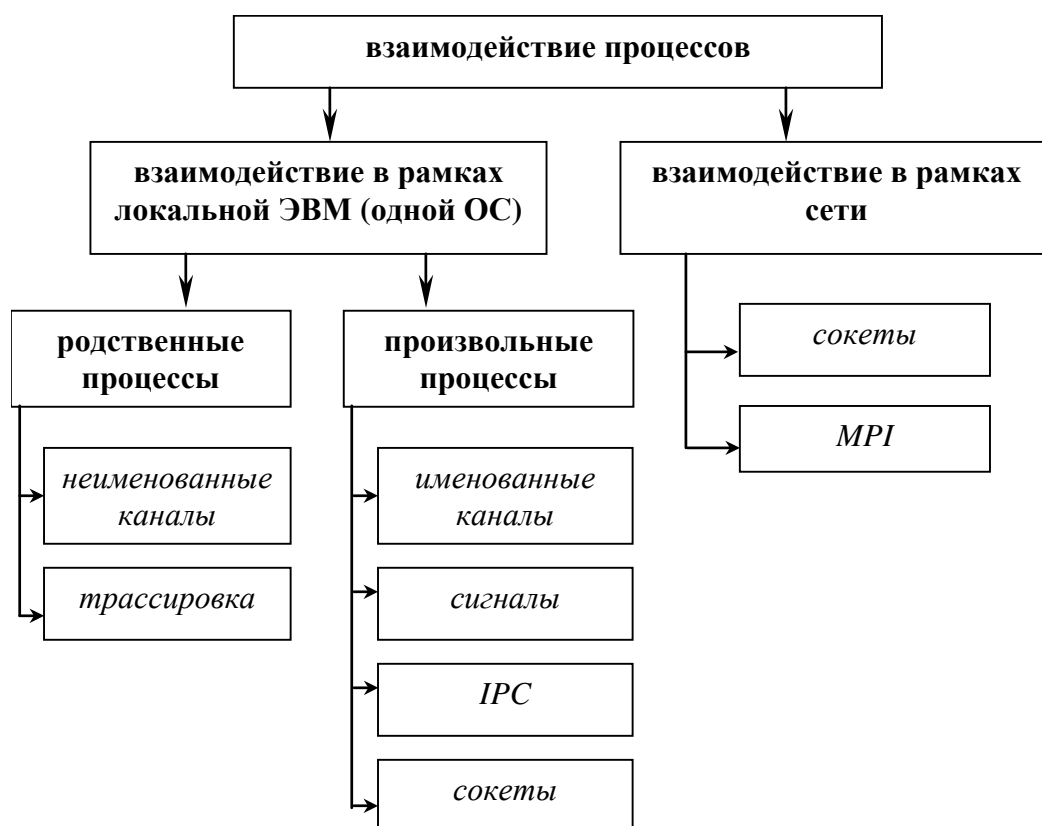 взаимодействие процессов
взаимодействие в рамках
локальной ЭВМ (одной ОС)
взаимодействие в рамках
сети
родственные
процессы
произвольные
процессы
сокеты
MPI
неименованные
каналы
трассировка
именованные
каналы
сигналы
IPC
сокеты